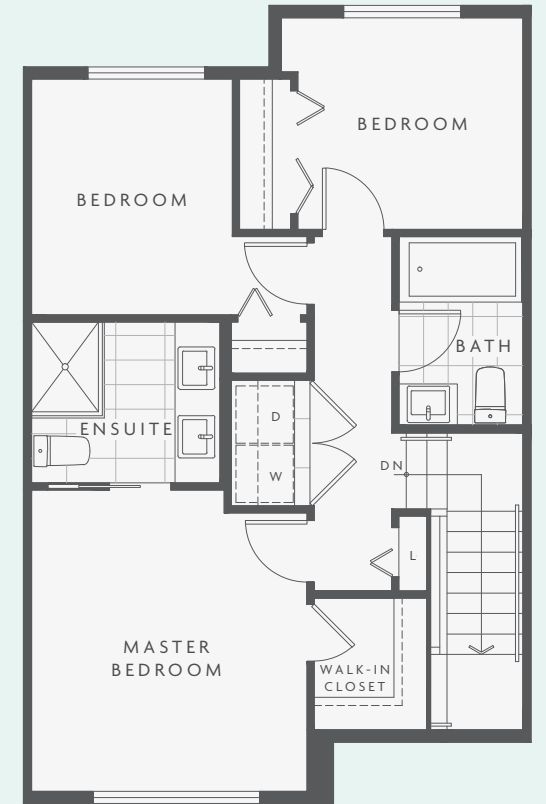 BEDROOM
BEDROOM
BATH
ENSUITE
D
W
DN
L
MASTER
BEDROOM
WALK-IN
CLOSET